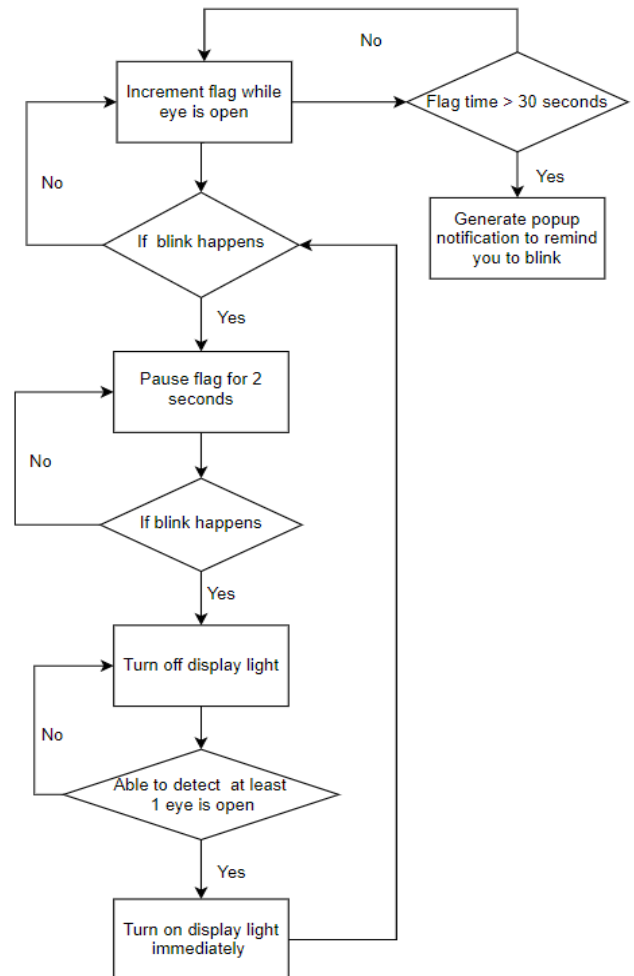 No
Increment flag while
eye is open
Flag time > 30 seconds
No
Yes
Generate popup
notification to remind
you to blink
If blink happens
Yes
Pause flag for 2
seconds
No
If blink happens
Yes
Turn off display light
No
Able to detect at least
1 eye is open
Yes
Turn on display light
immediately